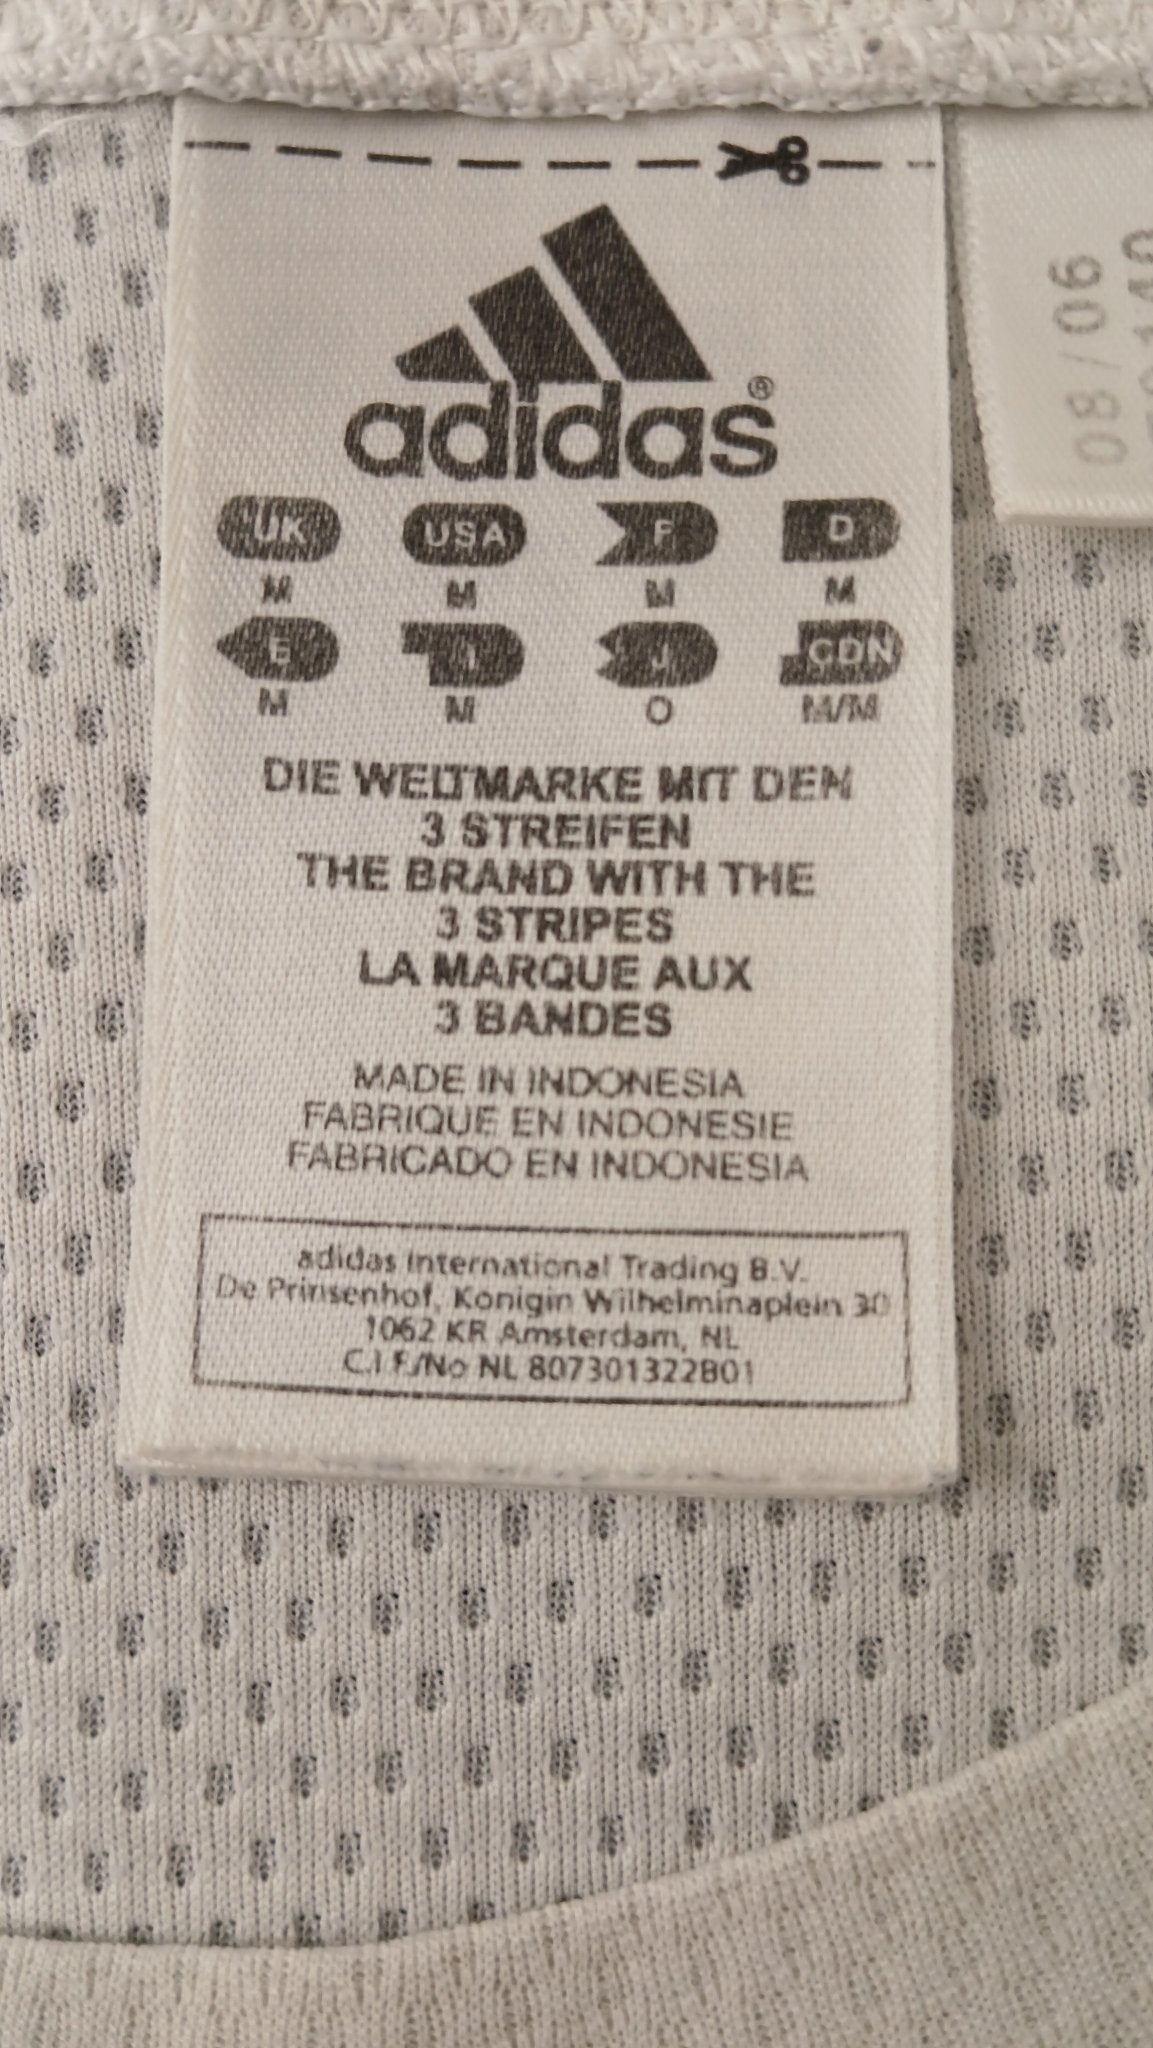 adidas®
UK USA F D
M M M M
E I J CDN
M M O M/M
DIE WELTMARKE MIT DEN
3 STREIFEN
THE BRAND WITH THE
3 STRIPES
LA MARQUE AUX
3 BANDES
MADE IN INDONESIA
FABRIQUE EN INDONESIE
FABRICADO EN INDONESIA
adidas International Trading B.V.
De Prinsenhof, Konigin Wilhelminaplein 30
1062 KR Amsterdam, NL
C.I.F./No NL 807301322B01
08/06